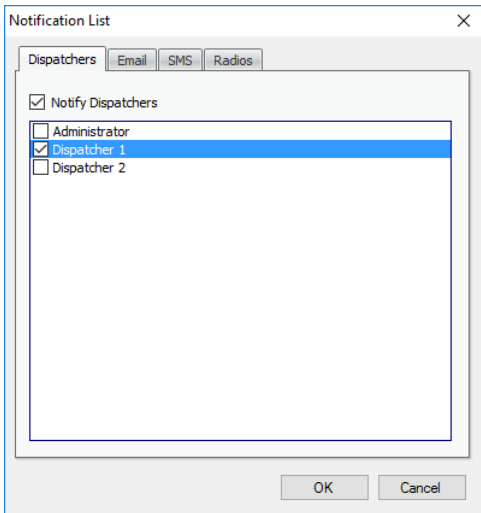 Notification List
Dispatchers Email SMS Radios
Notify Dispatchers
Administrator
Dispatcher 1
Dispatcher 2
OK Cancel